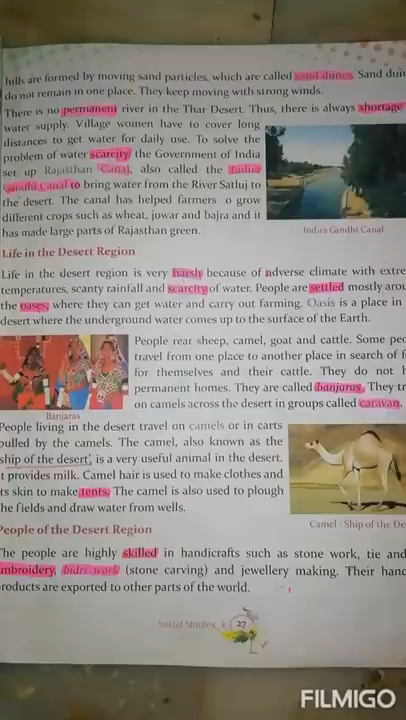 hills are formed by moving sand particles, which are called sand dunes. Sand dun
do not remain in one place. They keep moving with strong winds.
There is no permanent river in the Thar Desert. Thus, there is always shortage
water supply. Village women have to cover long
distances to get water for daily use. To solve the
problem of water scarcity, the Government of India
set up Rajasthan Canal, also called the Indira
Gandhi Canal to bring water from the River Satluj to
the desert. The canal has helped farmers o grow
different crops such as wheat, jowar and bajra and it
has made large parts of Rajasthan green.
Indira Gandhi Canal
Life in the Desert Region
Life in the desert region is very harsh because of adverse climate with extre
temperatures, scanty rainfall and scarcity of water. People are settled mostly arou
the oases, where they can get water and carry out farming. Oasis is a place in
desert where the underground water comes up to the surface of the Earth.
People rear sheep, camel, goat and cattle. Some peo
travel from one place to another place in search of f
for themselves and their cattle. They do not h
permanent homes. They are called banjaras. They tr
on camels across the desert in groups called caravan.
Banjaras
People living in the desert travel on camels or in carts
pulled by the camels. The camel, also known as the
ship of the desert', is a very useful animal in the desert.
t provides milk. Camel hair is used to make clothes and
ts skin to make tents. The camel is also used to plough
he fields and draw water from wells.
Camel : Ship of the De
People of the Desert Region
The people are highly skilled in handicrafts such as stone work, tie and
mbroidery, bidri work (stone carving) and jewellery making. Their hand
roducts are exported to other parts of the world.
Social Studies 4 27
FILMIGO